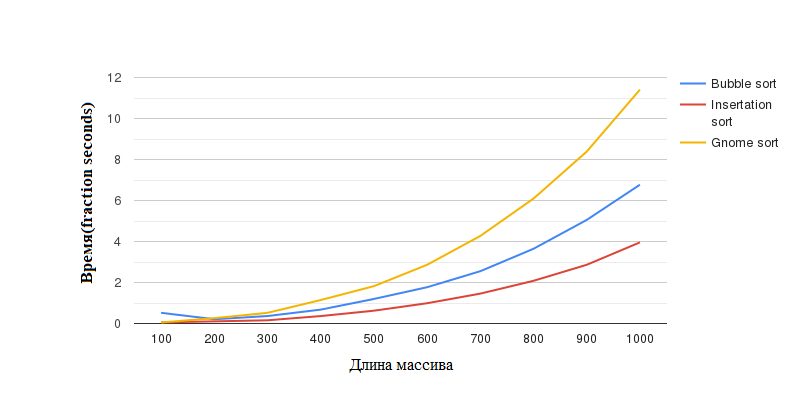 12
10
8
6
4
2
0
Время(fraction seconds)
100 200 300 400 500 600 700 800 900 1000
Длина массива
Bubble sort
Insertation
sort
Gnome sort